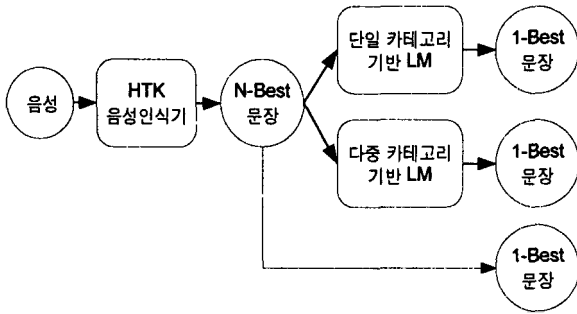 음성
HTK
음성인식기
N-Best
문장
단일 카테고리
기반 LM
1-Best
문장
다중 카테고리
기반 LM
1-Best
문장
1-Best
문장